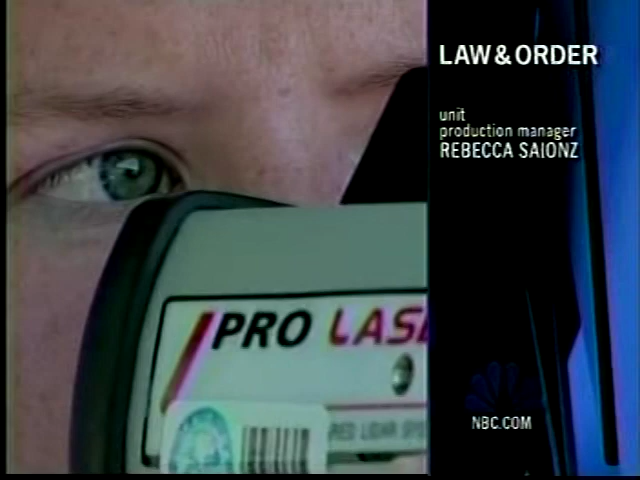 LAW & ORDER
unit
production manager
REBECCA SAIONZ
PRO LAS
NBC.COM